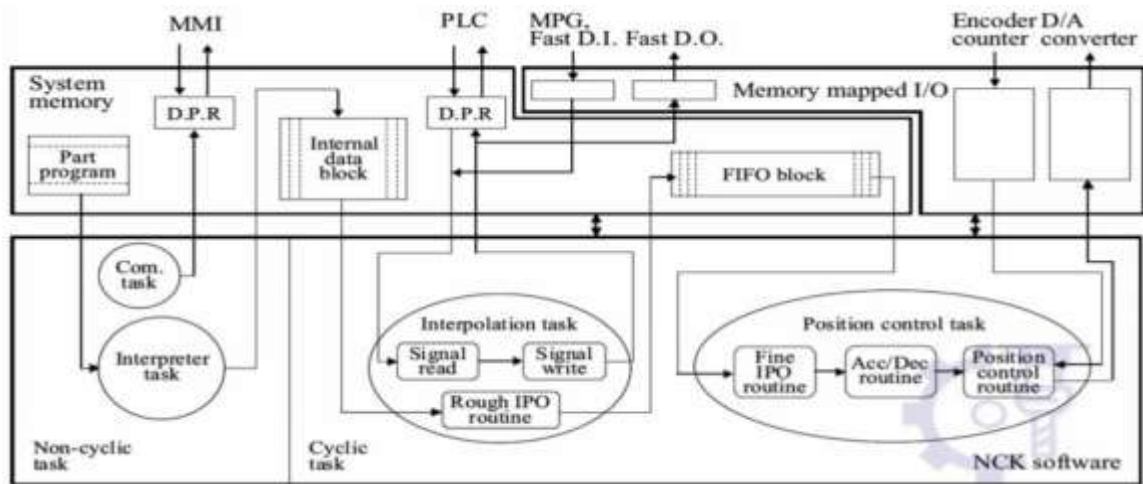 MMI
PLC
MPG,
Fast D.I.
Fast D.O.
Encoder
counter
D/A
converter
System
memory
D.P.R
D.P.R
Memory mapped I/O
Part
program
Internal
data
block
FIFO block
Com.
task
Interpreter
task
Interpolation task
Signal
read
Signal
write
Rough IPO
routine
Position control task
Fine
IPO
routine
Acc/Dec
routine
Position
control
routine
Non-cyclic
task
Cyclic
task
NCK software